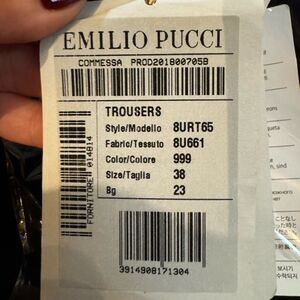 EMILIO PUCCI
COMMESSA PROD201800705B
TROUSERS
Style/Modello 8URT65
Fabric/Tessuto 8U661
Color/Colore 999
Size/Taglia 38
Bg 23
FORNITORE 014814
3914908171304